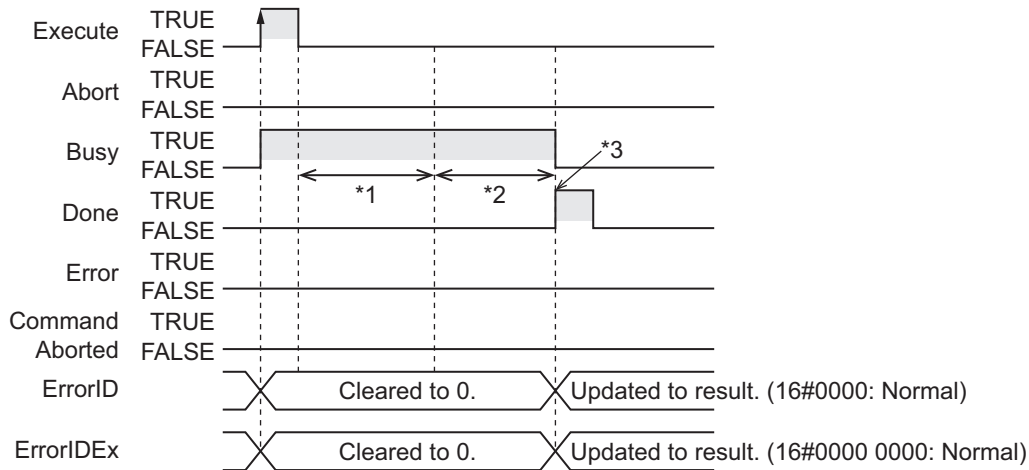 Execute TRUE
FALSE
Abort TRUE
FALSE
Busy TRUE
FALSE
*3
*1 *2
Done TRUE
FALSE
Error TRUE
FALSE
Command TRUE
Aborted FALSE
ErrorID Cleared to 0. Updated to result. (16#0000: Normal)
ErrorIDEx Cleared to 0. Updated to result. (16#0000 0000: Normal)